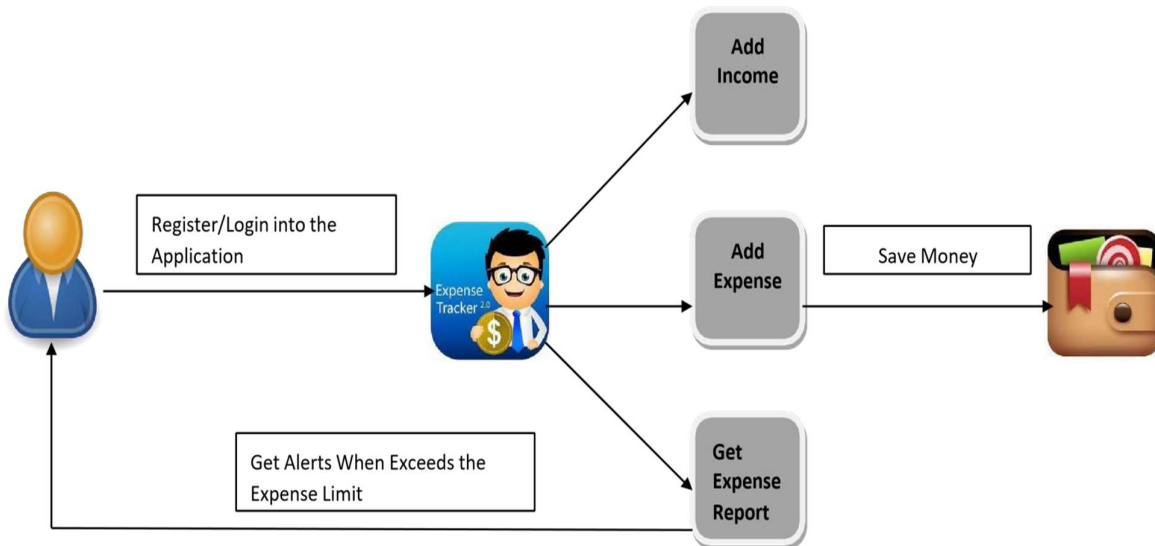 Add
Income
Register/Login into the
Application
Expense
Tracker 2.0
$
Add
Expense
Save Money
Get Alerts When Exceeds the
Expense Limit
Get
Expense
Report